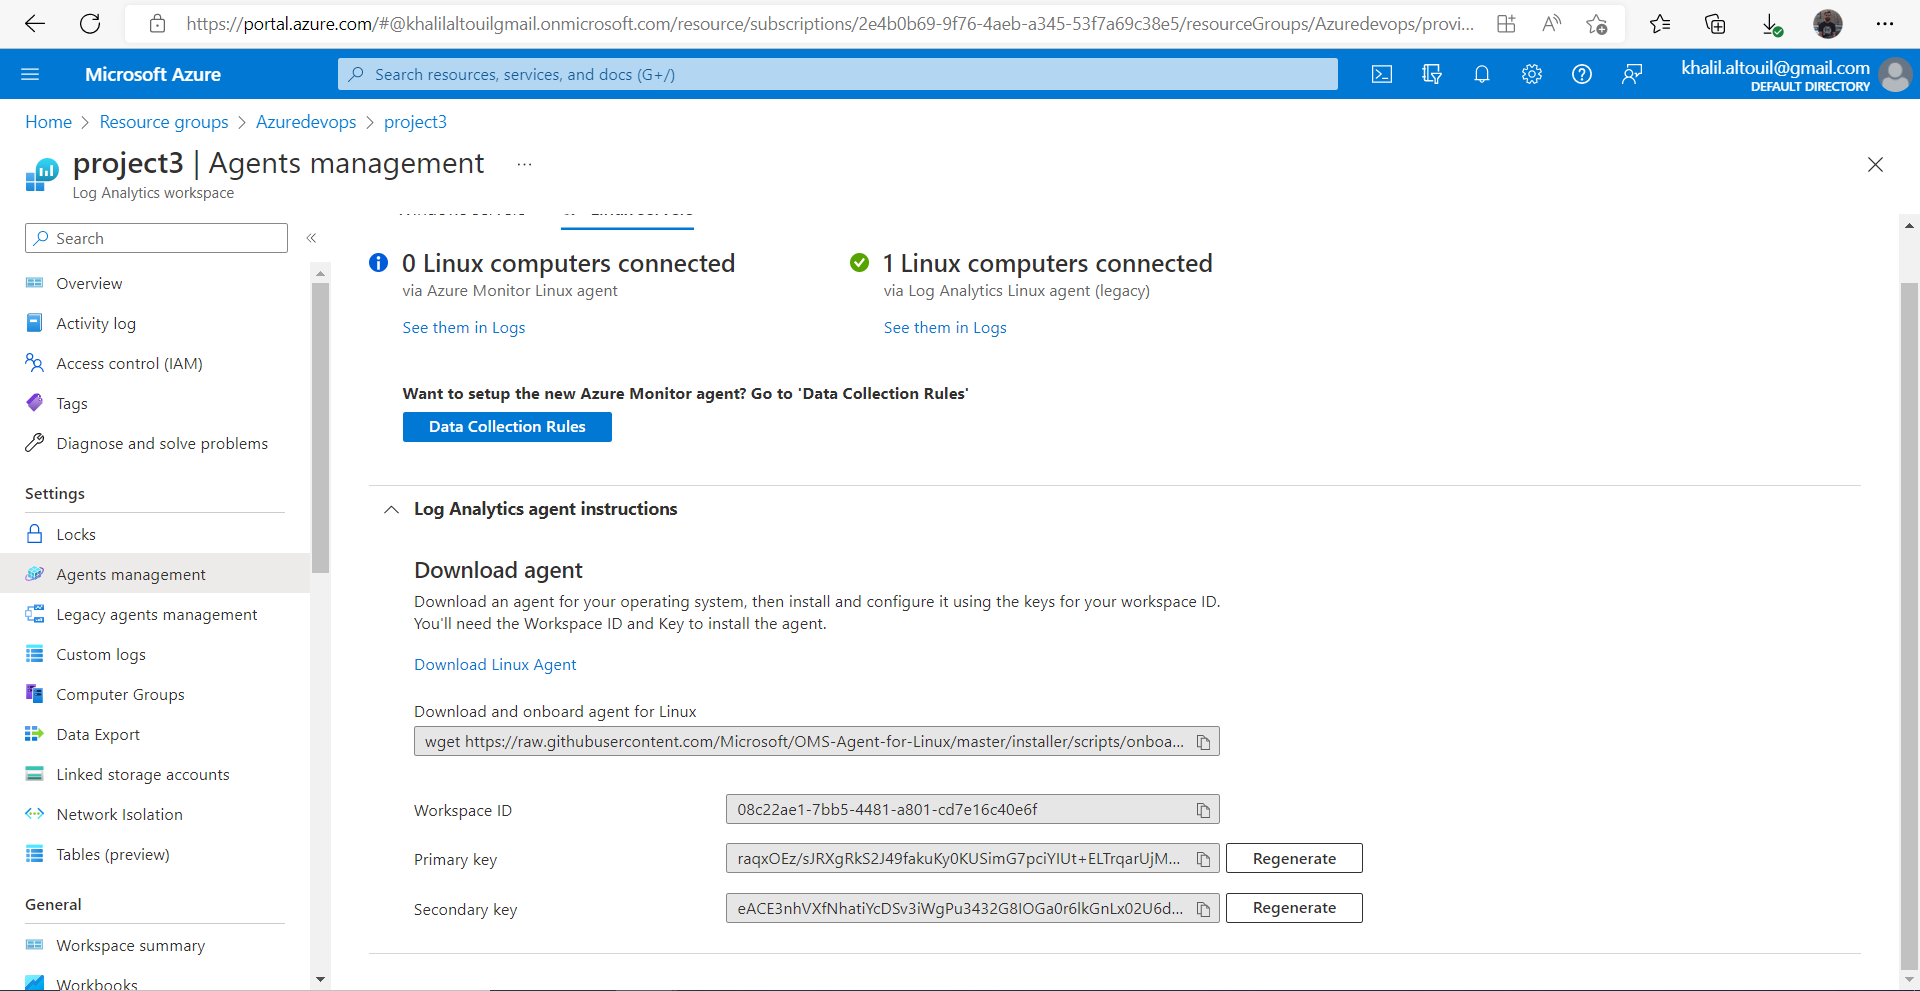 https://portal.azure.com/#@khalilaltouilgmail.onmicrosoft.com/resource/subscriptions/2e4b0b69-9f76-4aeb-a345-53f7a69c38e5/resourceGroups/Azuredevops/provi...
Microsoft Azure
Search resources, services, and docs (G+/)
khalil.altouil@gmail.com
DEFAULT DIRECTORY
Home > Resource groups > Azuredevops > project3
project3 | Agents management ...
Log Analytics workspace
Search
«
Overview
Activity log
Access control (IAM)
Tags
Diagnose and solve problems
Settings
Locks
Agents management
Legacy agents management
Custom logs
Computer Groups
Data Export
Linked storage accounts
Network Isolation
Tables (preview)
General
Workspace summary
Workbooks
Windows servers
Linux servers
0 Linux computers connected
via Azure Monitor Linux agent
See them in Logs
1 Linux computers connected
via Log Analytics Linux agent (legacy)
See them in Logs
Want to setup the new Azure Monitor agent? Go to 'Data Collection Rules'
Data Collection Rules
Log Analytics agent instructions
Download agent
Download an agent for your operating system, then install and configure it using the keys for your workspace ID.
You'll need the Workspace ID and Key to install the agent.
Download Linux Agent
Download and onboard agent for Linux
wget https://raw.githubusercontent.com/Microsoft/OMS-Agent-for-Linux/master/installer/scripts/onboa...
Workspace ID
08c22ae1-7bb5-4481-a801-cd7e16c40e6f
Primary key
raqxOEz/sJRXgRkS2J49fakuKy0KUSimG7pciYIUt+ELTrqarUjM...
Regenerate
Secondary key
eACE3nhVXfNhatiYcDSv3iWgPu3432G8IOGa0r6lkGnLx02U6d...
Regenerate